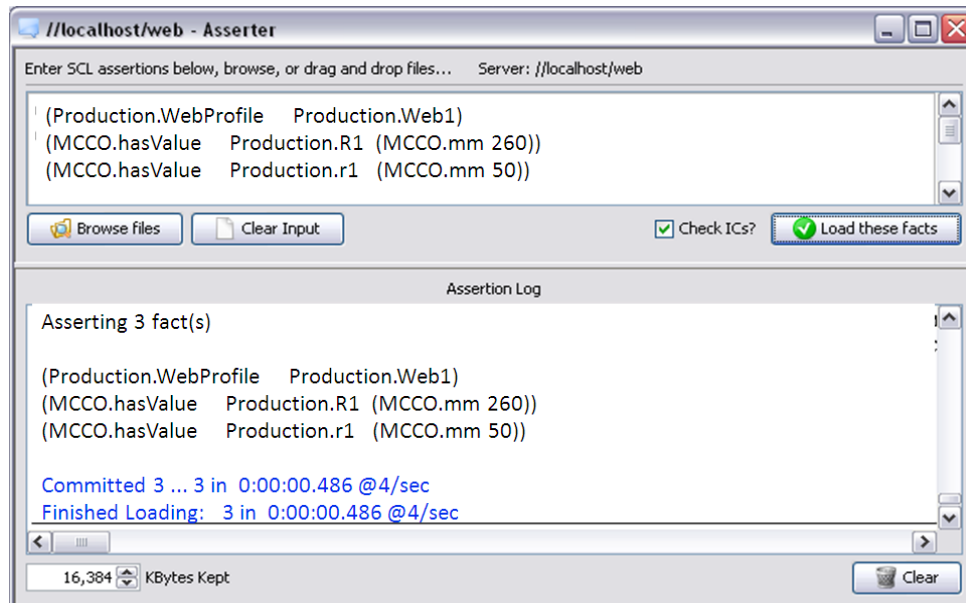 //localhost/web - Asserter
Enter SCL assertions below, browse, or drag and drop files... Server: //localhost/web
(Production.WebProfile Production.Web1)
(MCCO.hasValue Production.R1 (MCCO.mm 260))
(MCCO.hasValue Production.r1 (MCCO.mm 50))
Browse files Clear Input Check ICs? Load these facts
Assertion Log
Asserting 3 fact(s)
(Production.WebProfile Production.Web1)
(MCCO.hasValue Production.R1 (MCCO.mm 260))
(MCCO.hasValue Production.r1 (MCCO.mm 50))
Committed 3 ... 3 in 0:00:00.486 @4/sec
Finished Loading: 3 in 0:00:00.486 @4/sec
16,384 KBytes Kept Clear